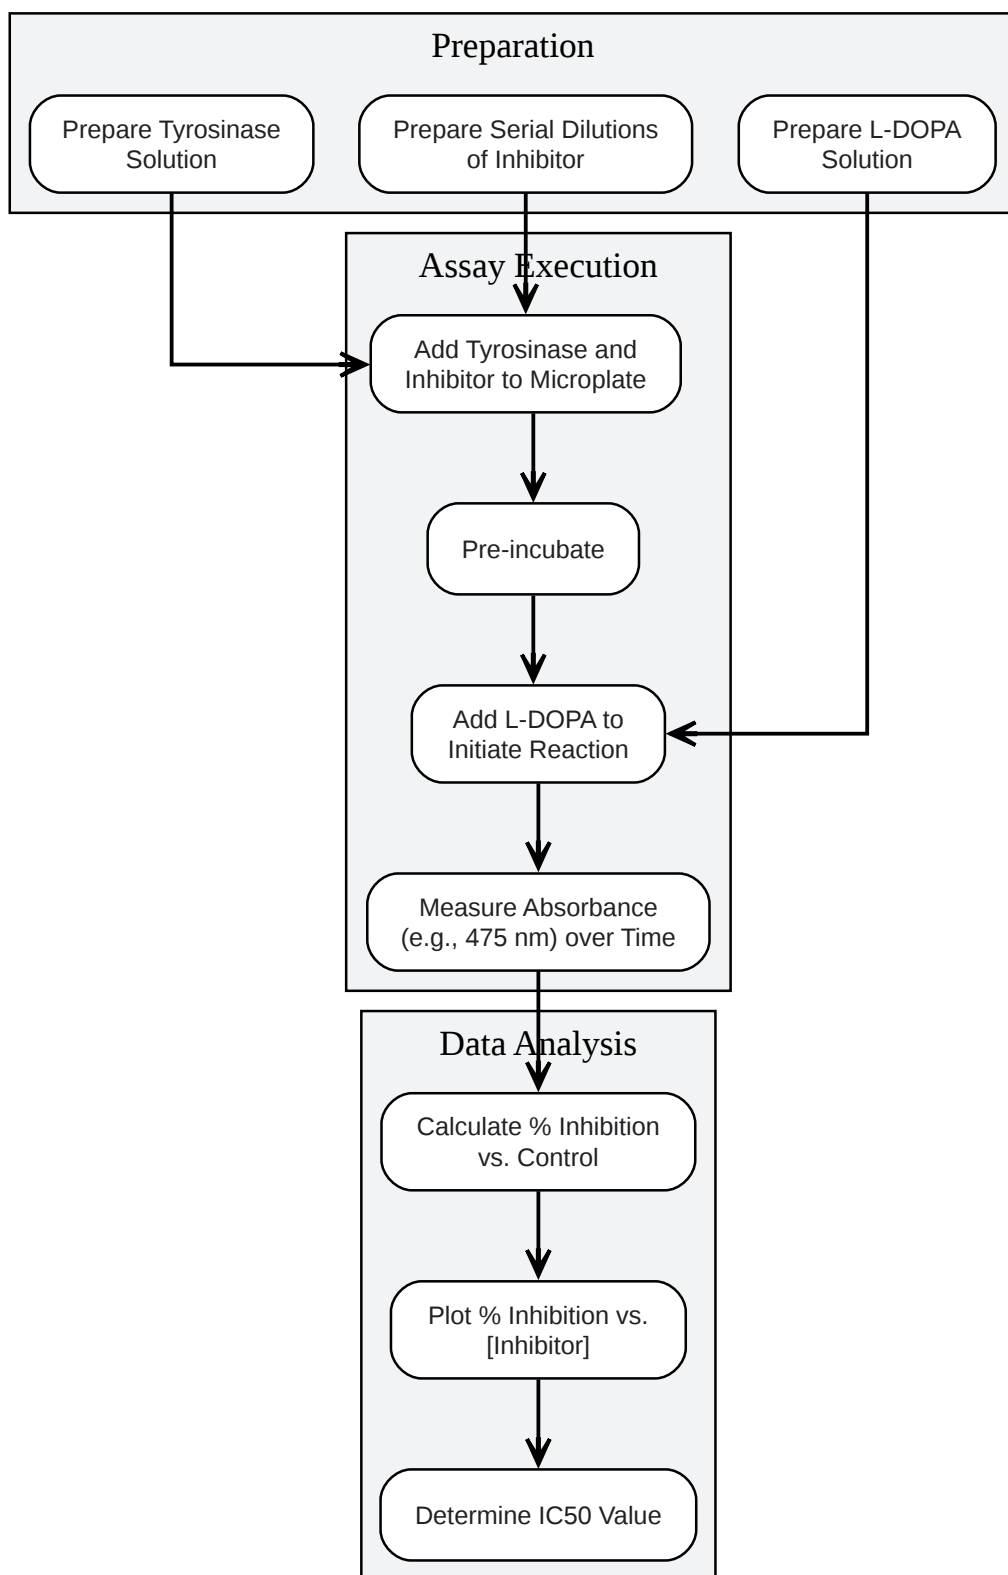 Preparation
Prepare Tyrosinase
Solution
Prepare Serial Dilutions
of Inhibitor
Prepare L-DOPA
Solution
Assay Execution
Add Tyrosinase and
Inhibitor to Microplate
Pre-incubate
Add L-DOPA to
Initiate Reaction
Measure Absorbance
(e.g., 475 nm) over Time
Data Analysis
Calculate % Inhibition
vs. Control
Plot % Inhibition vs.
[Inhibitor]
Determine IC50 Value